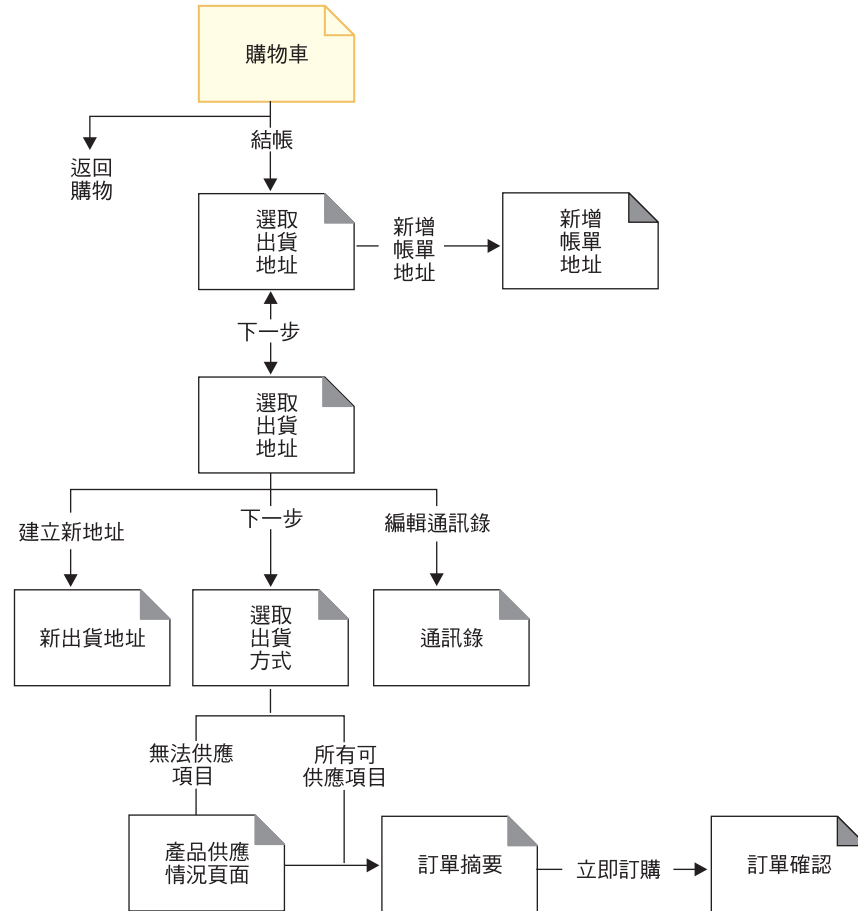 購物車
結帳
返回
購物
選取
出貨
地址
新增
帳單
地址
新增
帳單
地址
下一步
選取
出貨
地址
建立新地址
下一步
編輯通訊錄
新出貨地址
選取
出貨
方式
通訊錄
無法供應
項目
所有可
供應項目
產品供應
情況頁面
訂單摘要
立即訂購
訂單確認